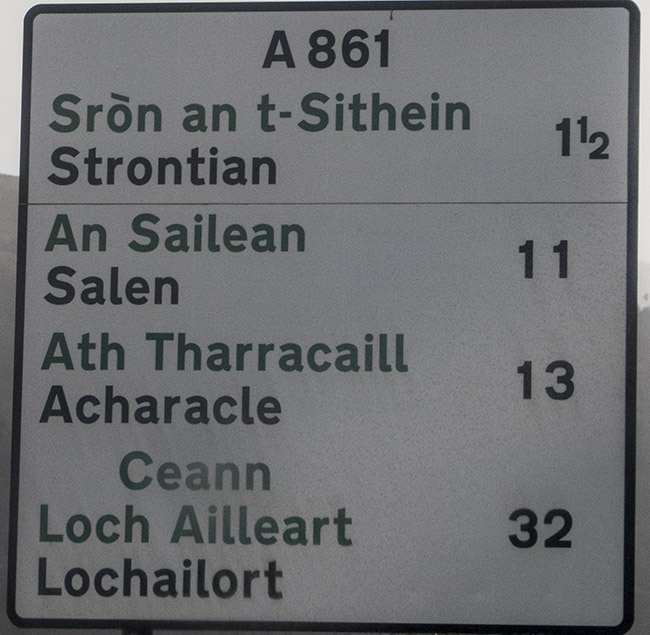 A 861
Sròn an t-Sithein
Strontian 1½
An Sailean
Salen 11
Ath Tharracaill
Acharacle 13
Ceann
Loch Ailleart
Lochailort 32